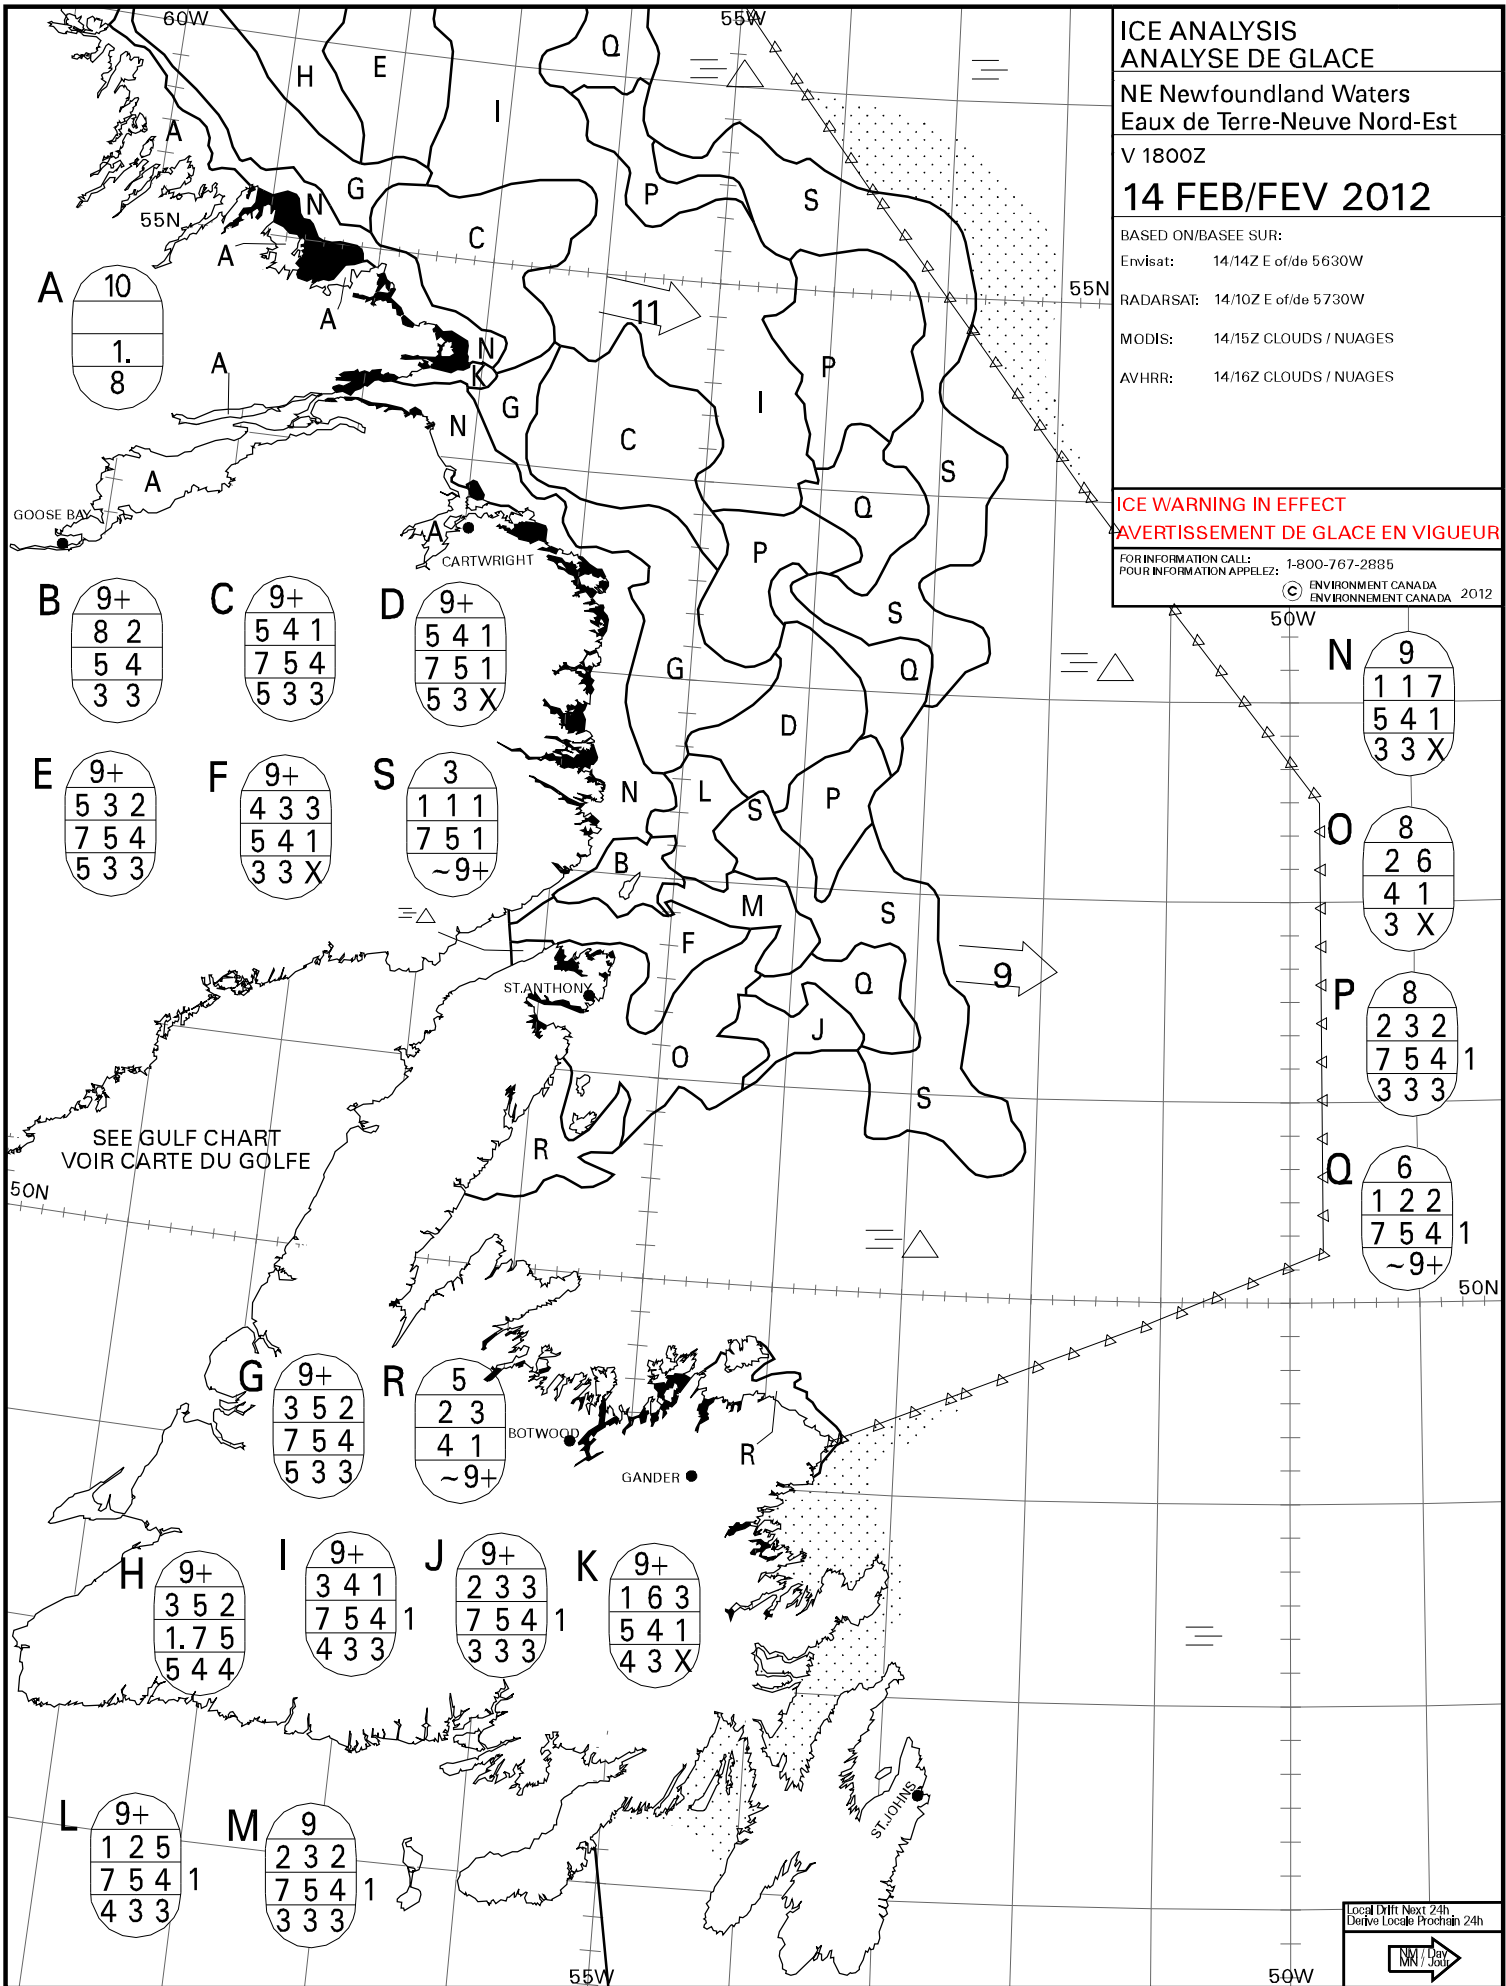 60W
55W
ICE ANALYSIS
ANALYSE DE GLACE
NE Newfoundland Waters
Eaux de Terre-Neuve Nord-Est
V 1800Z
14 FEB/FEV 2012
BASED ON/BASEE SUR:
Envisat: 14/14Z E of/de 5630W
RADARSAT: 14/10Z E of/de 5730W
MODIS: 14/15Z CLOUDS / NUAGES
AVHRR: 14/16Z CLOUDS / NUAGES
ICE WARNING IN EFFECT
AVERTISSEMENT DE GLACE EN VIGUEUR
FOR INFORMATION CALL:
POUR INFORMATION APPELEZ: 1-800-767-2885
© ENVIRONMENT CANADA
ENVIRONNEMENT CANADA 2012
Q
H E
I
A
G
P
S
N
55N
C
A
55N
A
11
A
N
K
P
I
G
N
C
A
S
Q
A
GOOSE BAY
A
CARTWRIGHT
P
S
G
Q
D
N
L
S
P
B
M
S
F
Q
9
ST.ANTHONY
J
O
S
R
SEE GULF CHART
VOIR CARTE DU GOLFE
50N
50W
50N
BOTWOOD
GANDER
R
ST.JOHNS
55W
50W
A
10
1.
8
B
9+
8 2
5 4
3 3
C
9+
5 4 1
7 5 4
5 3 3
D
9+
5 4 1
7 5 1
5 3 X
E
9+
5 3 2
7 5 4
5 3 3
F
9+
4 3 3
5 4 1
3 3 X
S
3
1 1 1
7 5 1
~9+
N
9
1 1 7
5 4 1
3 3 X
O
8
2 6
4 1
3 X
P
8
2 3 2
7 5 4 1
3 3 3
Q
6
1 2 2
7 5 4 1
~9+
G
9+
3 5 2
7 5 4
5 3 3
R
5
2 3
4 1
~9+
H
9+
3 5 2
1. 7 5
5 4 4
I
9+
3 4 1
7 5 4 1
4 3 3
J
9+
2 3 3
7 5 4 1
3 3 3
K
9+
1 6 3
5 4 1
4 3 X
L
9+
1 2 5
7 5 4 1
4 3 3
M
9
2 3 2
7 5 4 1
3 3 3
Local Drift Next 24h
Derive Locale Prochain 24h
NM / Day
MN / Jour